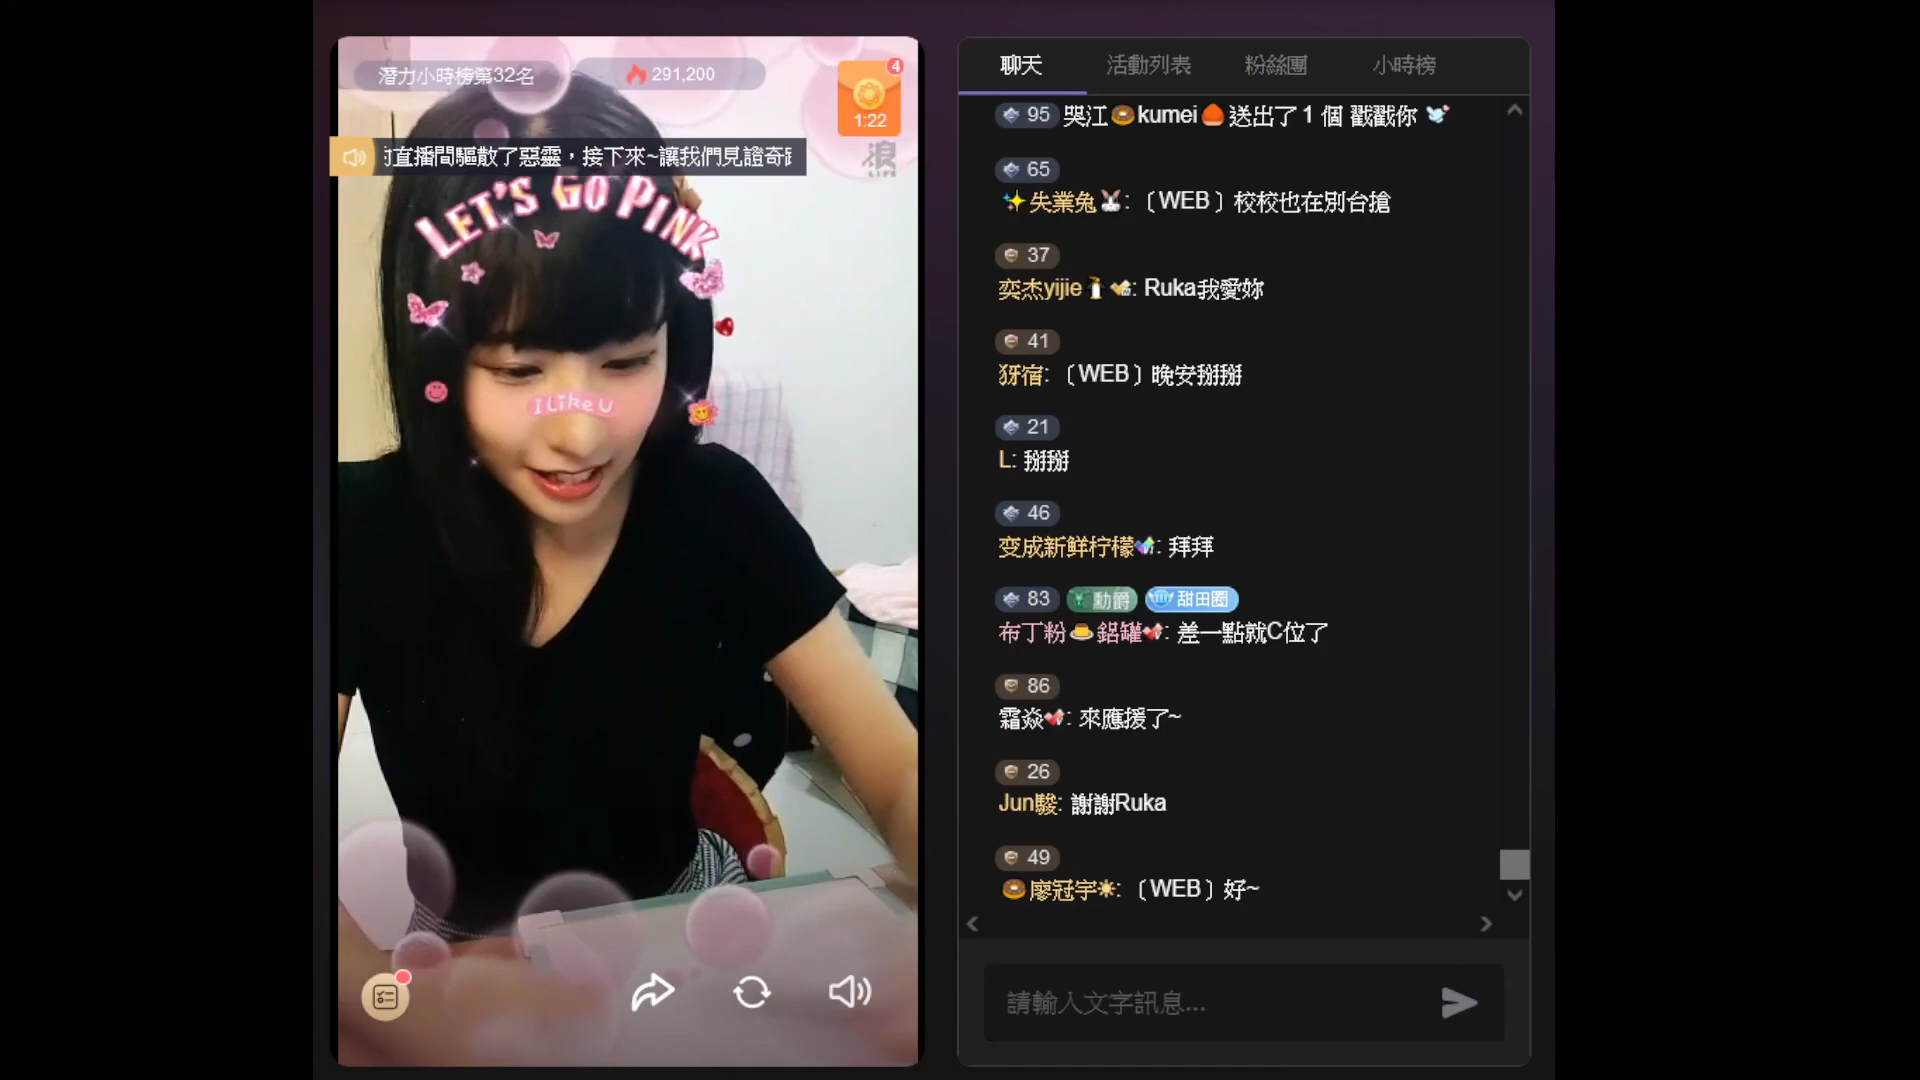 潛力小時榜第32名
291,200
4
1:22
直播間驅散了惡靈，接下來~讓我們見證奇
浪
LIFE
LET'S GO PINK
I Like U
聊天
活動列表
粉絲團
小時榜
95 哭江kumei送出了 1 個 戳戳你
65
失業兔: 〔WEB〕校校也在別台搶
37
奕杰yijie: Ruka我愛妳
41
犽宿: 〔WEB〕晚安掰掰
21
L: 掰掰
46
变成新鲜柠檬: 拜拜
83 勳爵 甜田圈
布丁粉鋁罐: 差一點就C位了
86
霜焱: 來應援了~
26
Jun駿: 謝謝Ruka
49
廖冠宇: 〔WEB〕好~
請輸入文字訊息...